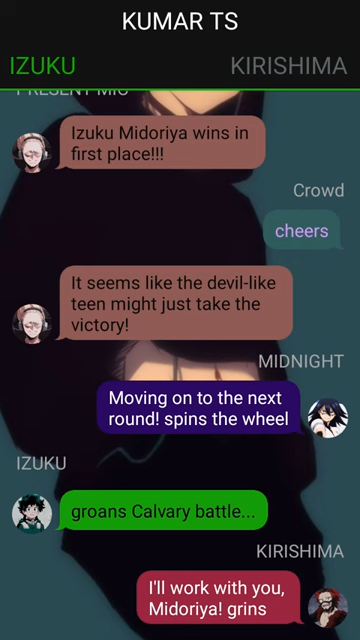 KUMAR TS
IZUKU
KIRISHIMA
PRESENT MIC
Izuku Midoriya wins in
first place!!!
Crowd
cheers
It seems like the devil-like
teen might just take the
victory!
MIDNIGHT
Moving on to the next
round! spins the wheel
IZUKU
groans Calvary battle...
KIRISHIMA
I'll work with you,
Midoriya! grins